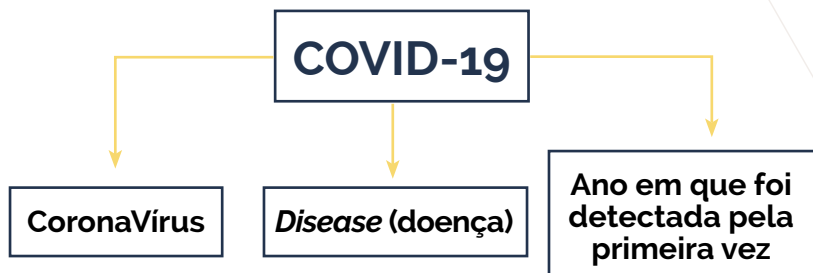 COVID-19
CoronaVírus
Disease (doença)
Ano em que foi
detectada pela
primeira vez